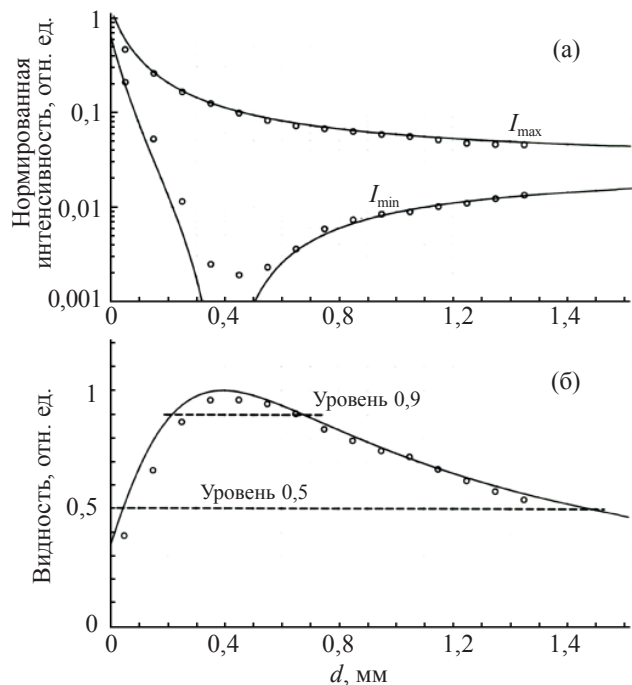 Нормированная
интенсивность, отн. ед.
1
0,1
0,01
0,001
(а)
I max
I min
0 0,4 0,8 1,2 1,4
Видность, отн. ед.
1
0,5
0
(б)
Уровень 0,9
Уровень 0,5
0 0,4 0,8 1,2 1,4
d, мм